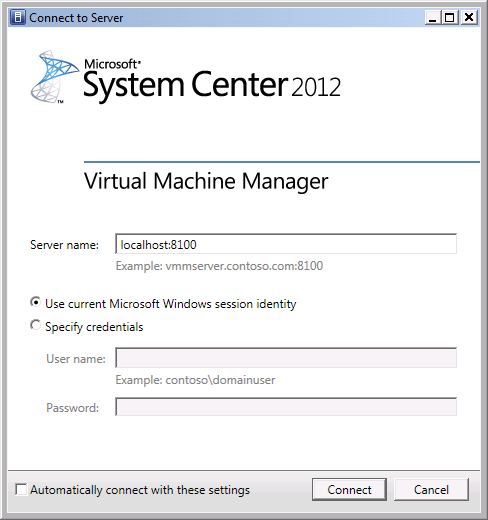 Connect to Server
Microsoft®
System Center 2012
TM
Virtual Machine Manager
Server name: localhost:8100
Example: vmmserver.contoso.com:8100
Use current Microsoft Windows session identity
Specify credentials
User name:
Example: contoso\domainuser
Password:
Automatically connect with these settings Connect Cancel